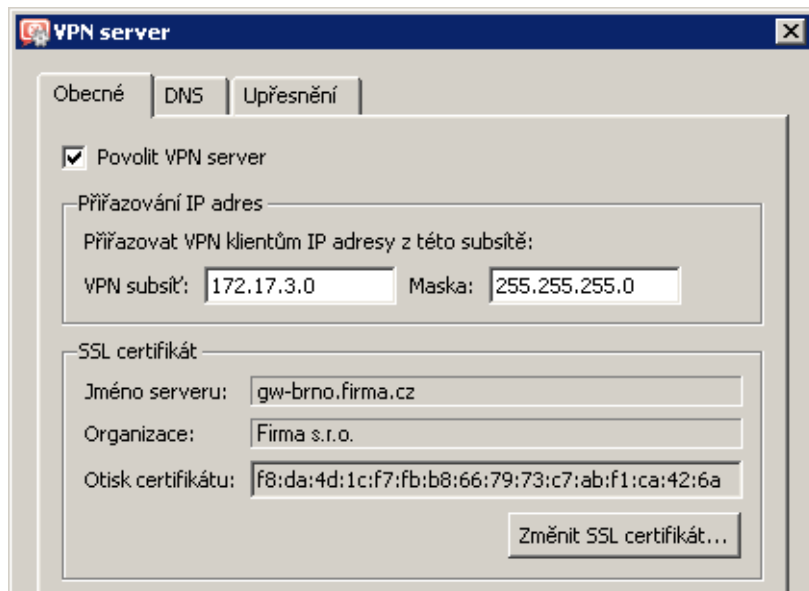 VPN server
Obecné DNS Upřesnění
Povolit VPN server
Přiřazování IP adres
Přiřazovat VPN klientům IP adresy z této subsítě:
VPN subsíť: 172.17.3.0 Maska: 255.255.255.0
SSL certifikát
Jméno serveru: gw-brno.firma.cz
Organizace: Firma s.r.o.
Otisk certifikátu: f8:da:4d:1c:f7:fb:b8:66:79:73:c7:ab:f1:ca:42:6a
Změnit SSL certifikát...